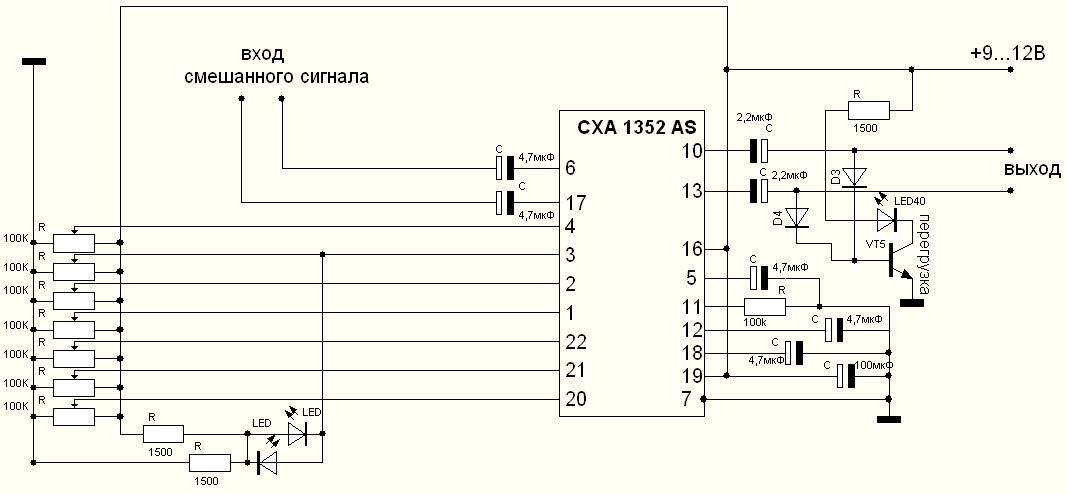 вход
смешанного сигнала
+9...12В
R
1500
CXA 1352 AS
2,2мкФ
C
10
выход
C
4,7мкФ
6
13
C
2,2мкФ
D3
LED40
C
4,7мкФ
17
D4
VT5
перегрузка
R
4
100K
R
3
16
100K
R
2
5
C
4,7мкФ
100K
R
1
11
R
100k
100K
R
22
12
C
4,7мкФ
100K
R
21
18
C
4,7мкФ
100K
R
20
19
C
100мкФ
100K
7
R
1500
LED
LED
R
1500